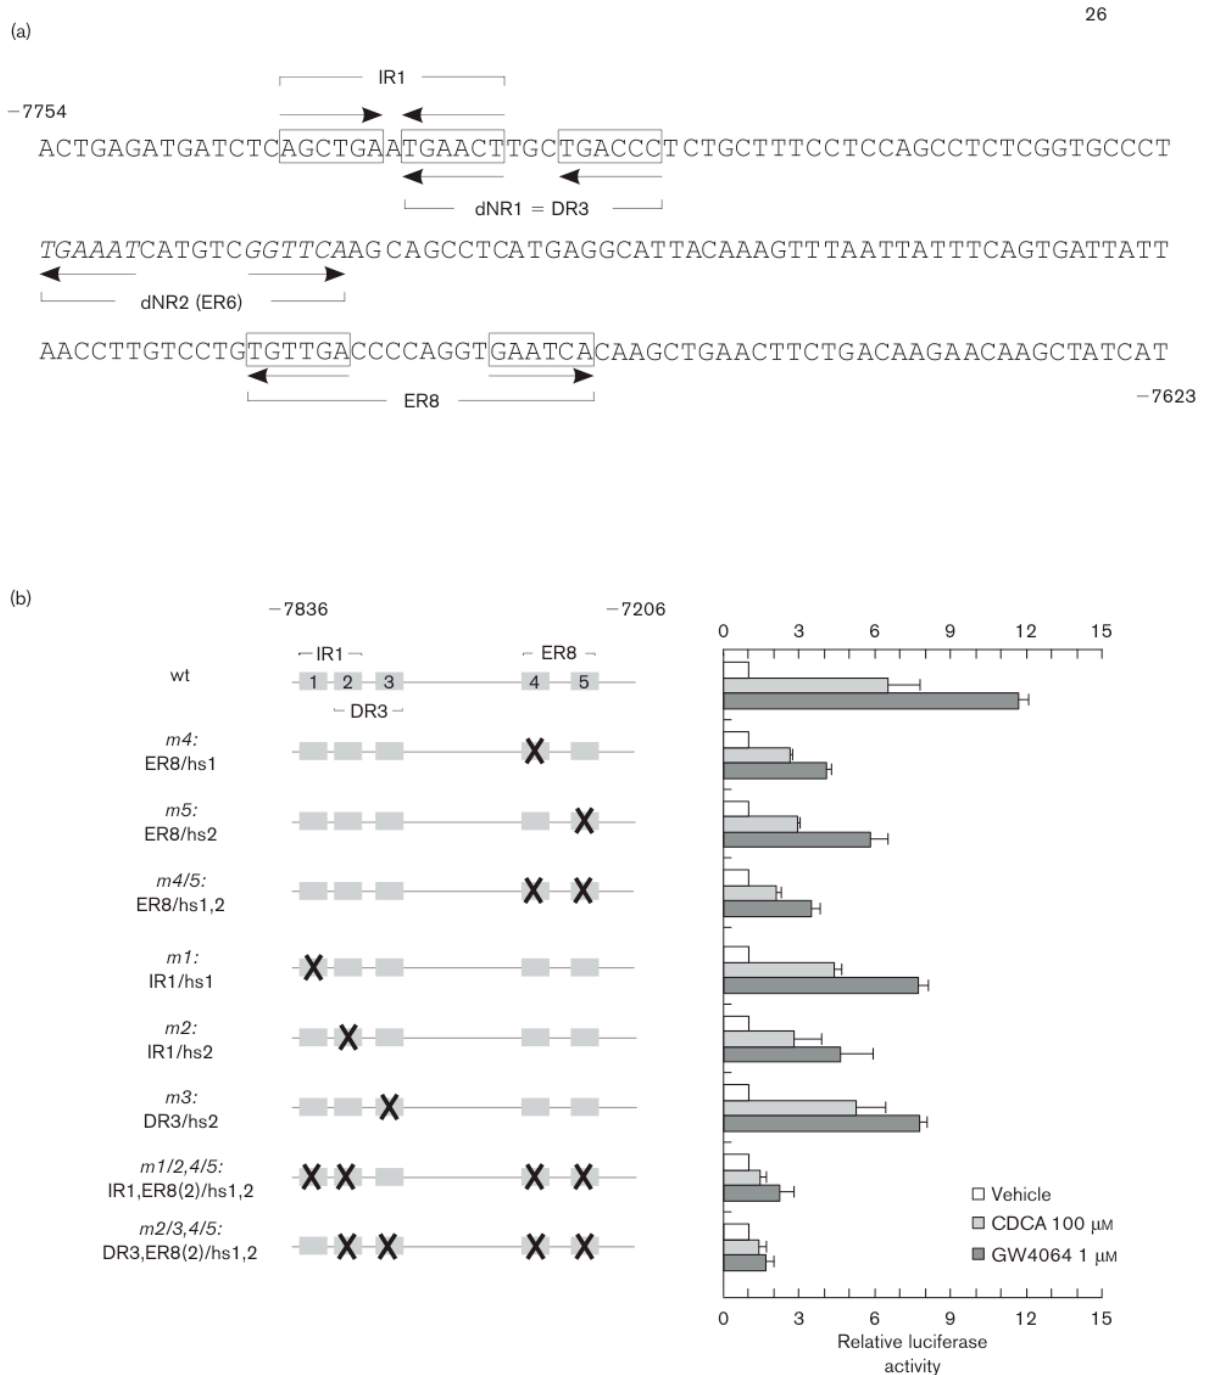 26
(a)
IR1
−7754
ACTGAGATGATCTCAGCTGAATGAACTTGCTGACCCTCTGCTTTCCTCCAGCCTCTCGGTGCCCT
dNR1 = DR3
TGAAATCATGTCGGTTCAAGCAGCCTCATGAGGCATTACAAAGTTTAATTATTTCAGTGATTATT
dNR2 (ER6)
AACCTTGTCCTGTGTTGACCCCAGGTGAATCACAAGCTGAACTTCTGACAAGAACAAGCTATCAT
ER8
−7623
(b)
−7836 −7206
0 3 6 9 12 15
IR1 ER8
wt 1 2 3 4 5
DR3
m4:
ER8/hs1
m5:
ER8/hs2
m4/5:
ER8/hs1,2
m1:
IR1/hs1
m2:
IR1/hs2
m3:
DR3/hs2
m1/2,4/5:
IR1,ER8(2)/hs1,2
m2/3,4/5:
DR3,ER8(2)/hs1,2
Vehicle
CDCA 100 μM
GW4064 1 μM
0 3 6 9 12 15
Relative luciferase
activity